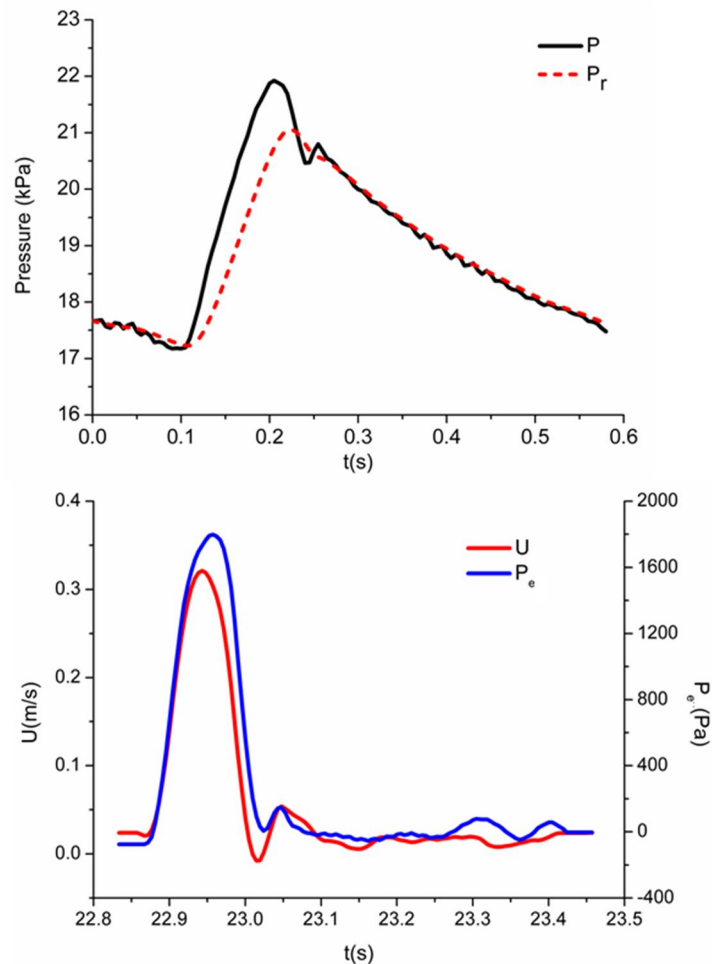 23
22
21
20
19
18
17
16
Pressure (kPa)
P
Pr
0.0 0.1 0.2 0.3 0.4 0.5 0.6
t(s)
0.4
0.3
0.2
0.1
0.0
U(m/s)
U
Pe
2000
1600
1200
800
400
0
-400
Pe..(Pa)
22.8 22.9 23.0 23.1 23.2 23.3 23.4 23.5
t(s)